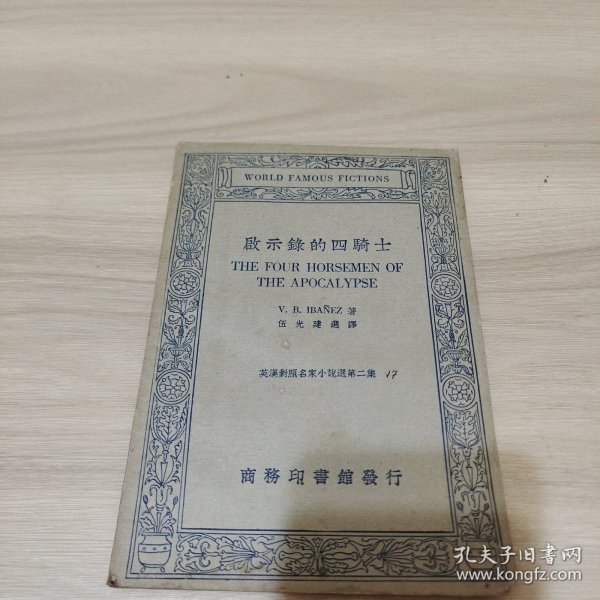 WORLD FAMOUS FICTIONS
啟示錄的四騎士
THE FOUR HORSEMEN OF
THE APOCALYPSE
V. B. IBAÑEZ 著
伍光建選譯
英漢對照名家小說選第二集 17
商務印書館發行
孔夫子旧书网
www.kongfz.com